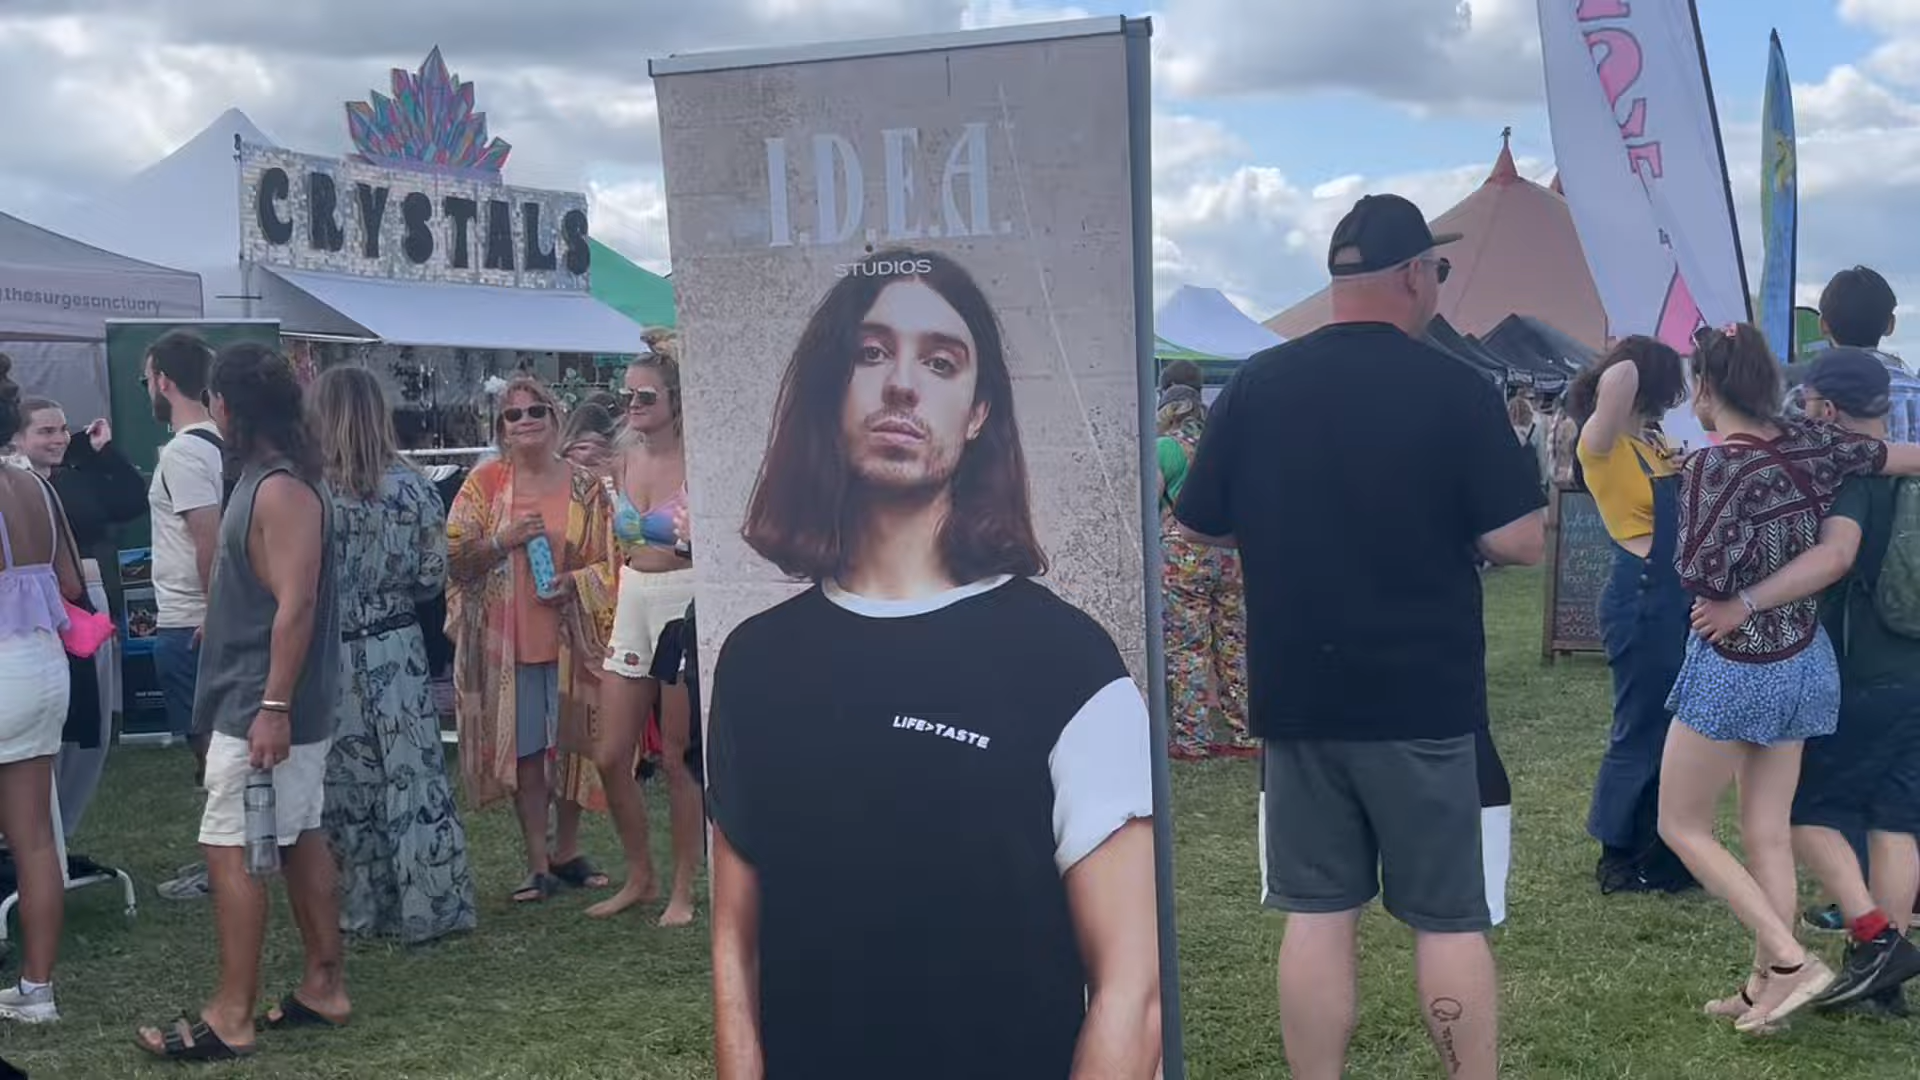 CRYSTALS
thesurgesanctuary
I.D.E.A.
STUDIOS
LIFE>TASTE